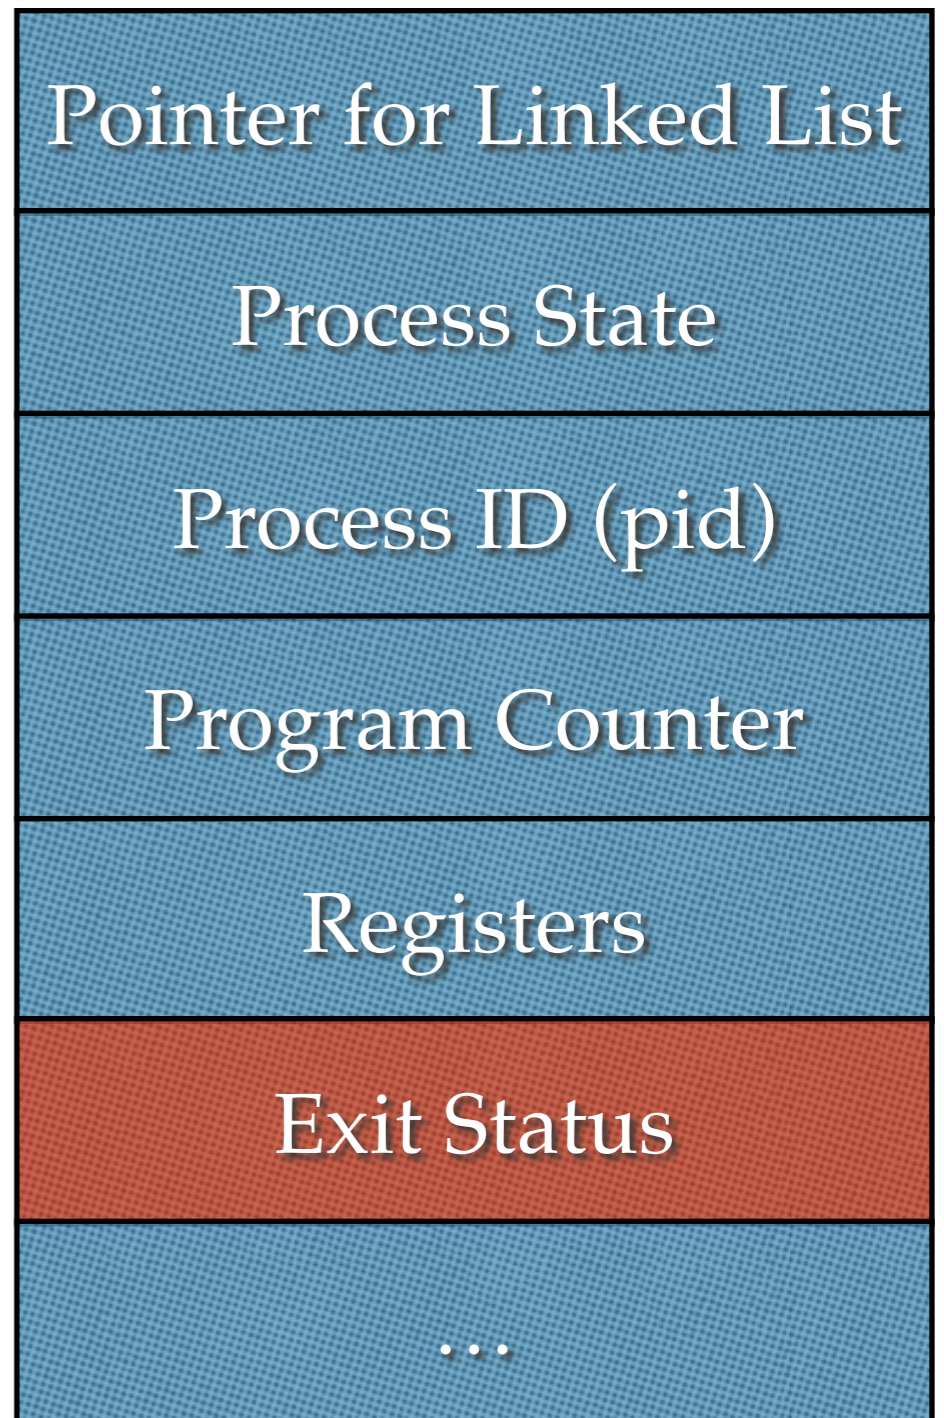 Pointer for Linked List
Process State
Process ID (pid)
Program Counter
Registers
Exit Status
...